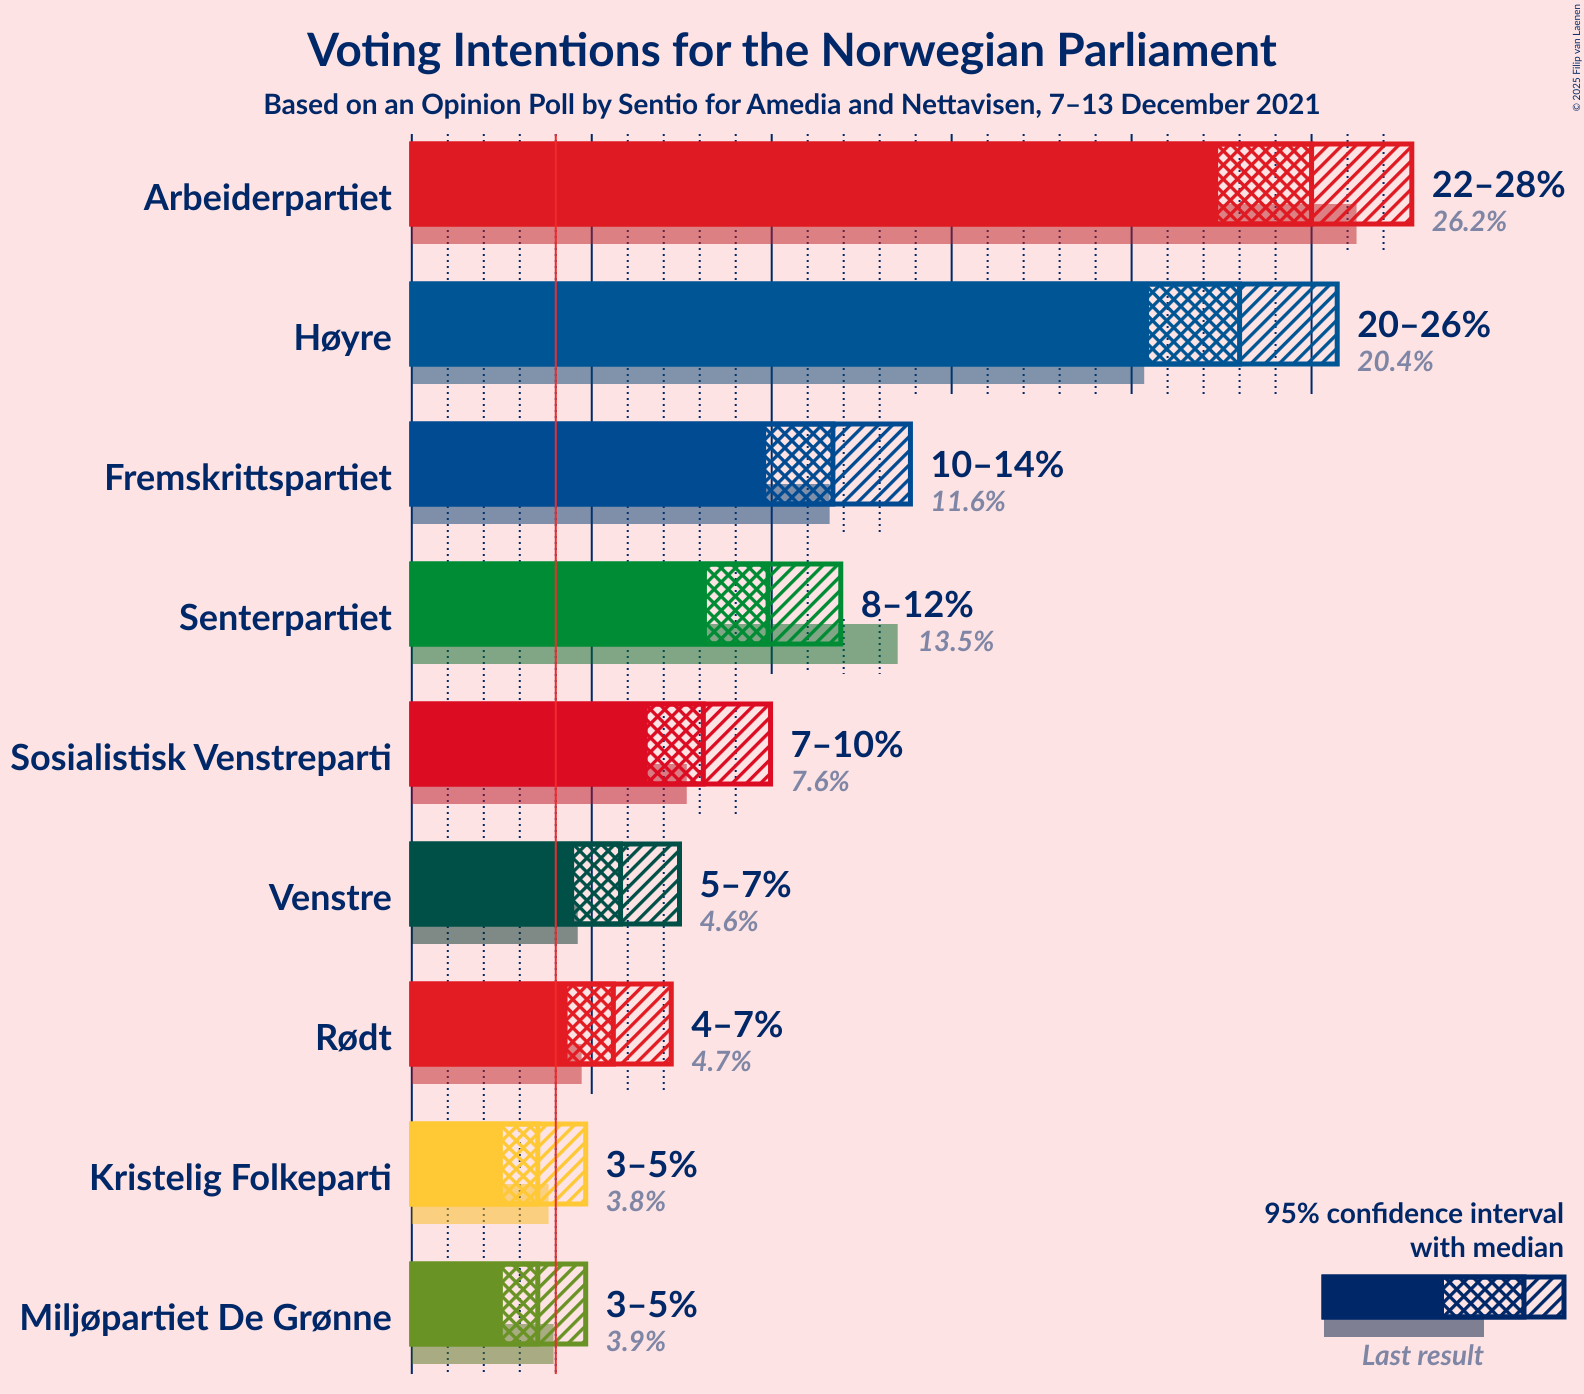 © 2025 Filip van Laenen
Voting Intentions for the Norwegian Parliament
Based on an Opinion Poll by Sentio for Amedia and Nettavisen, 7–13 December 2021
Arbeiderpartiet
22–28%
26.2%
Høyre
20–26%
20.4%
Fremskrittspartiet
10–14%
11.6%
Senterpartiet
8–12%
13.5%
Sosialistisk Venstreparti
7–10%
7.6%
Venstre
5–7%
4.6%
Rødt
4–7%
4.7%
Kristelig Folkeparti
3–5%
3.8%
Miljøpartiet De Grønne
3–5%
3.9%
95% confidence interval
with median
Last result